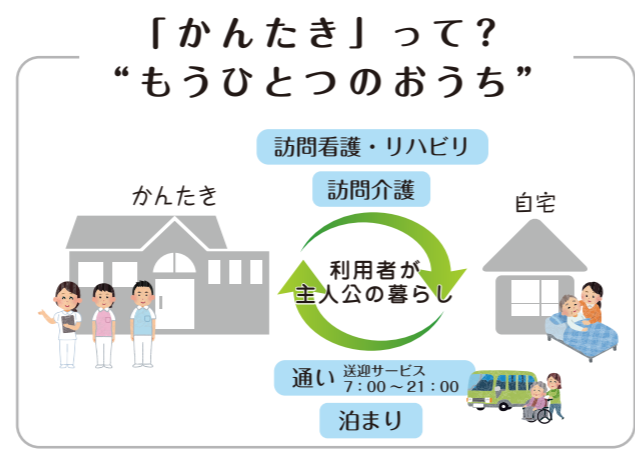 「かんたき」って？
“もうひとつのおうち”
訪問看護・リハビリ
訪問介護
かんたき
自宅
利用者が
主人公の暮らし
通い 送迎サービス
7：00～21：00
泊まり